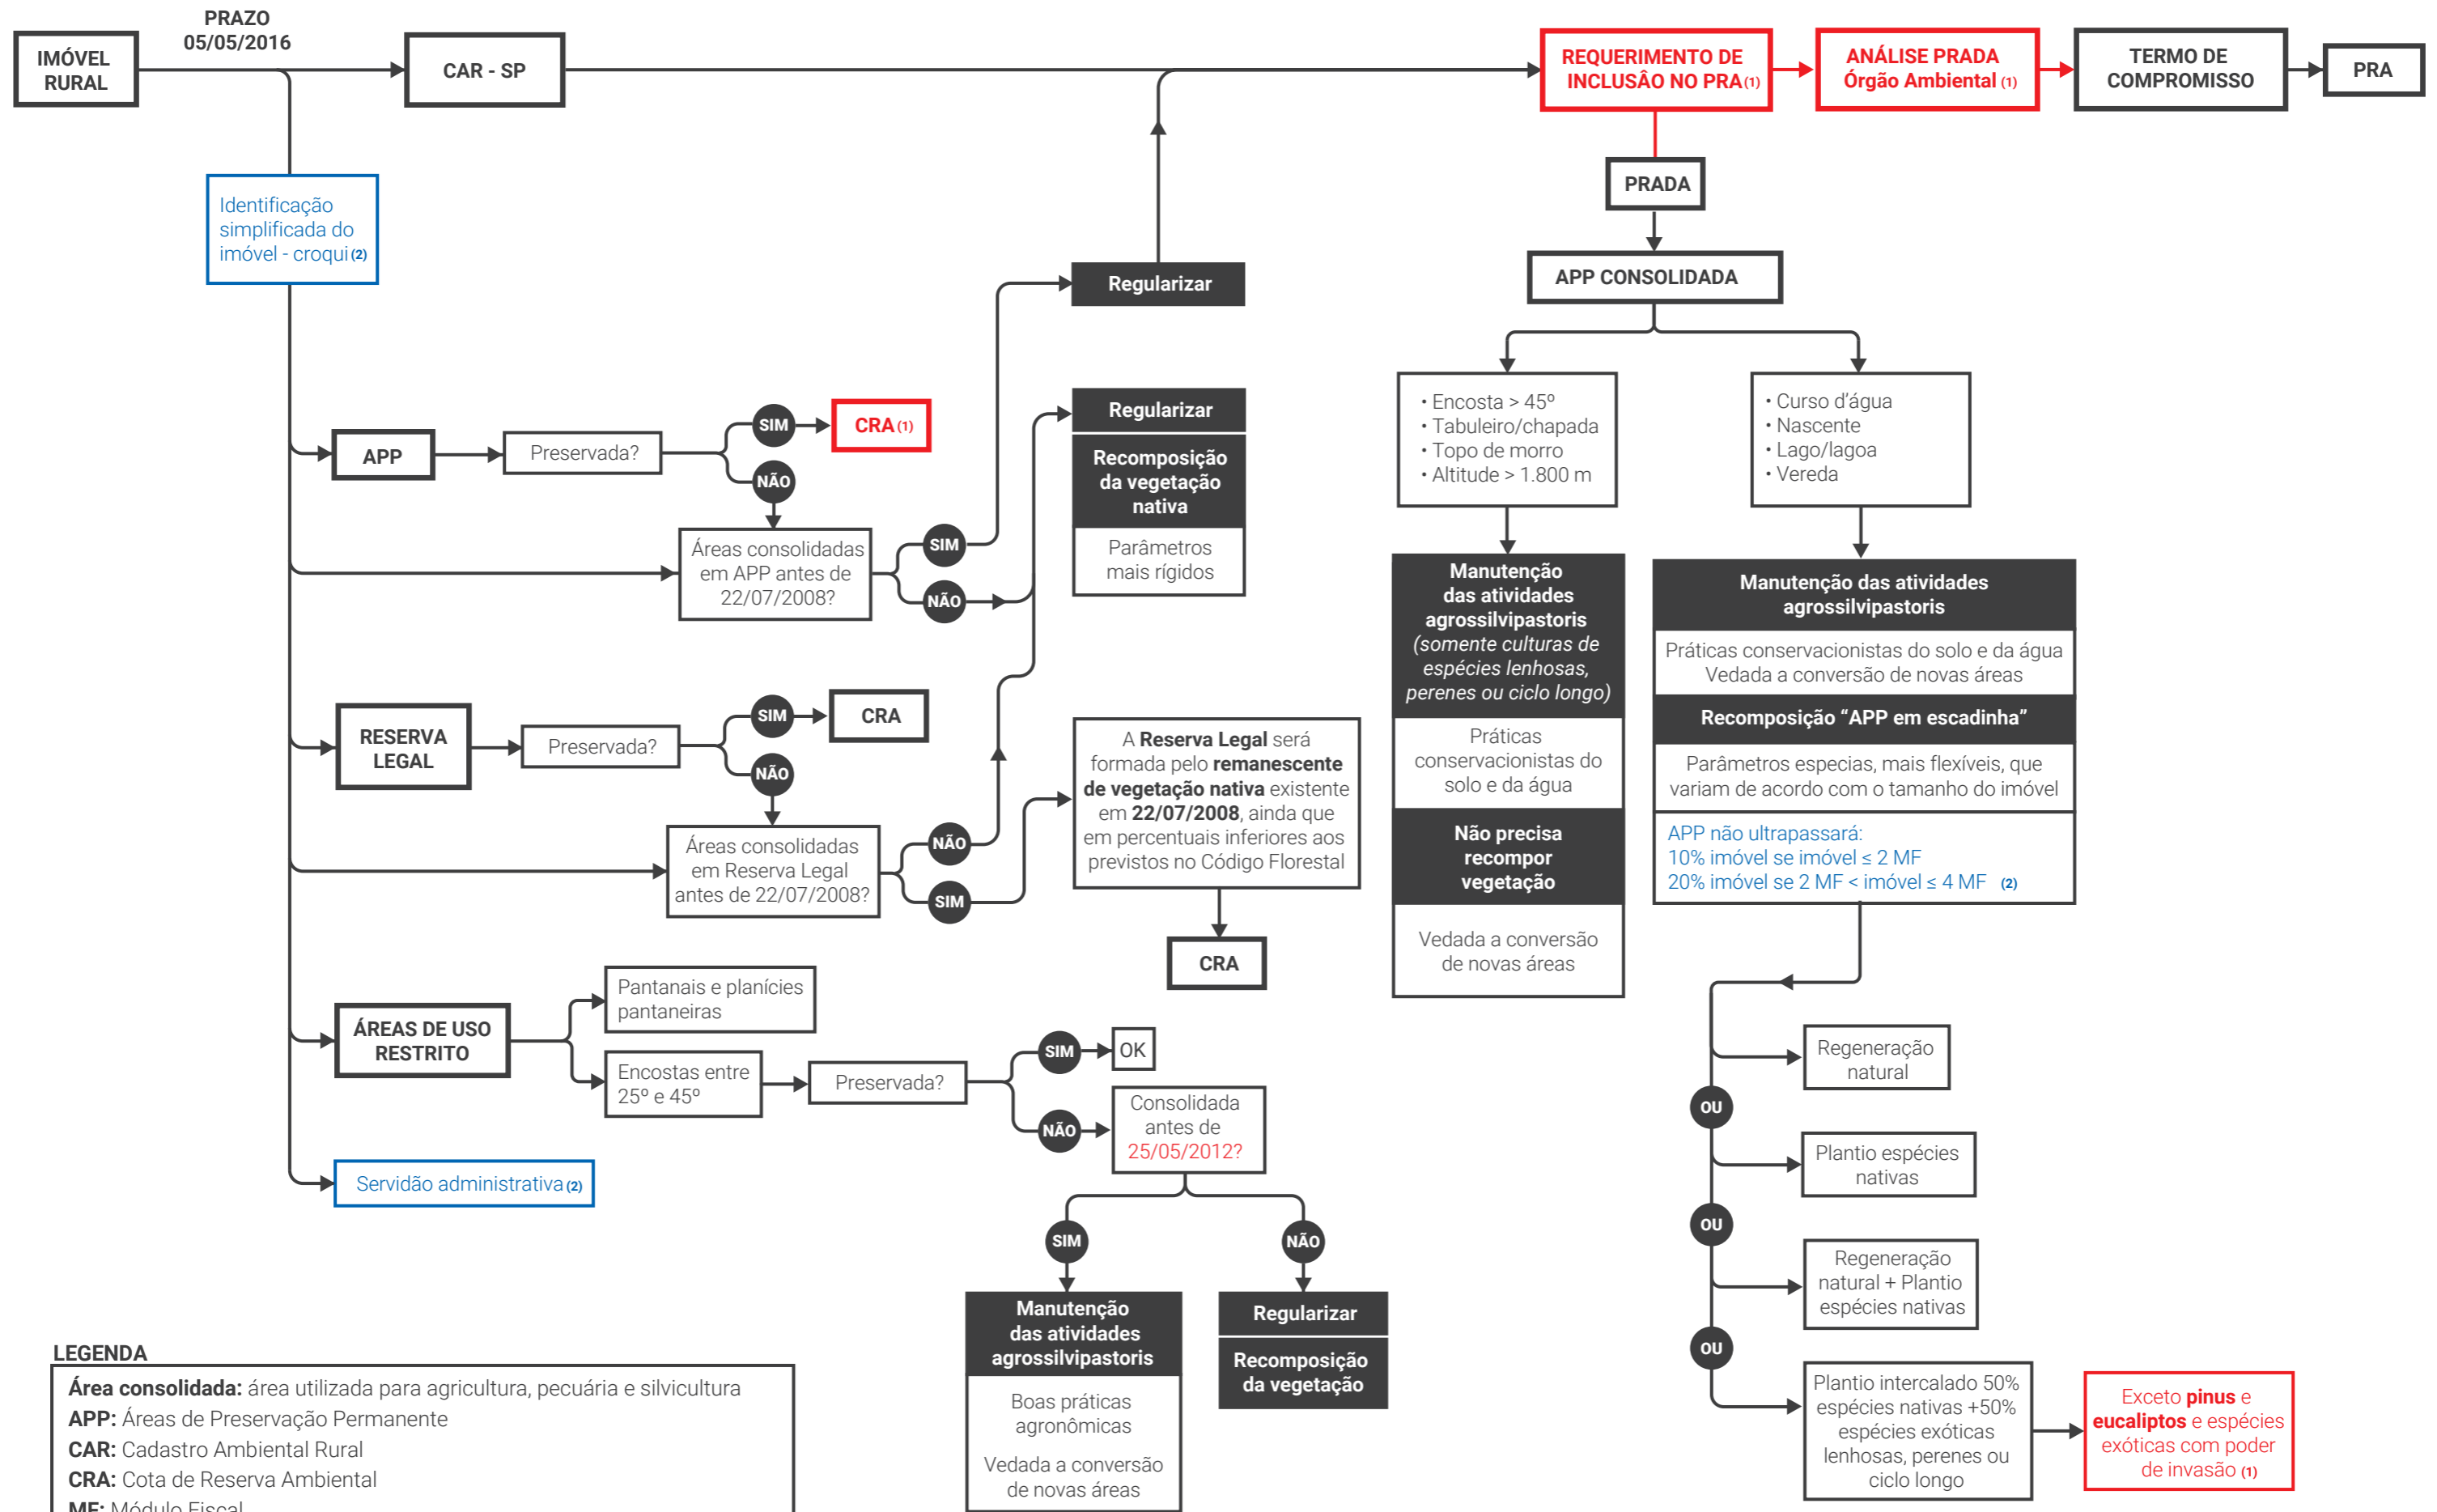 PRAZO
05/05/2016
IMÓVEL
RURAL
CAR - SP
REQUERIMENTO DE
INCLUSÂO NO PRA (1)
ANÁLISE PRADA
Órgão Ambiental (1)
TERMO DE
COMPROMISSO
PRA
Identificação
simplificada do
imóvel - croqui (2)
PRADA
APP CONSOLIDADA
Regularizar
APP
Preservada?
SIM
CRA (1)
NÃO
Áreas consolidadas
em APP antes de
22/07/2008?
SIM
NÃO
Regularizar
Recomposição
da vegetação
nativa
Parâmetros
mais rígidos
RESERVA
LEGAL
Preservada?
SIM
CRA
NÃO
Áreas consolidadas
em Reserva Legal
antes de 22/07/2008?
NÃO
SIM
A Reserva Legal será
formada pelo remanescente
de vegetação nativa existente
em 22/07/2008, ainda que
em percentuais inferiores aos
previstos no Código Florestal
CRA
ÁREAS DE USO
RESTRITO
Pantanais e planícies
pantaneiras
Encostas entre
25º e 45º
Preservada?
SIM
OK
NÃO
Consolidada
antes de
25/05/2012?
SIM
NÃO
Manutenção
das atividades
agrossilvipastoris
Boas práticas
agronômicas
Vedada a conversão
de novas áreas
Regularizar
Recomposição
da vegetação
Servidão administrativa (2)
• Encosta > 45º
• Tabuleiro/chapada
• Topo de morro
• Altitude > 1.800 m
Manutenção
das atividades
agrossilvipastoris
(somente culturas de
espécies lenhosas,
perenes ou ciclo longo)
Práticas
conservacionistas do
solo e da água
Não precisa
recompor
vegetação
Vedada a conversão
de novas áreas
• Curso d’água
• Nascente
• Lago/lagoa
• Vereda
Manutenção das atividades
agrossilvipastoris
Práticas conservacionistas do solo e da água
Vedada a conversão de novas áreas
Recomposição “APP em escadinha”
Parâmetros especias, mais flexíveis, que
variam de acordo com o tamanho do imóvel
APP não ultrapassará:
10% imóvel se imóvel ≤ 2 MF
20% imóvel se 2 MF < imóvel ≤ 4 MF (2)
Regeneração
natural
OU
Plantio espécies
nativas
OU
Regeneração
natural + Plantio
espécies nativas
OU
Plantio intercalado 50%
espécies nativas +50%
espécies exóticas
lenhosas, perenes ou
ciclo longo
Exceto pinus e
eucaliptos e espécies
exóticas com poder
de invasão (1)
LEGENDA
Área consolidada: área utilizada para agricultura, pecuária e silvicultura
APP: Áreas de Preservação Permanente
CAR: Cadastro Ambiental Rural
CRA: Cota de Reserva Ambiental
MF: Módulo Fiscal